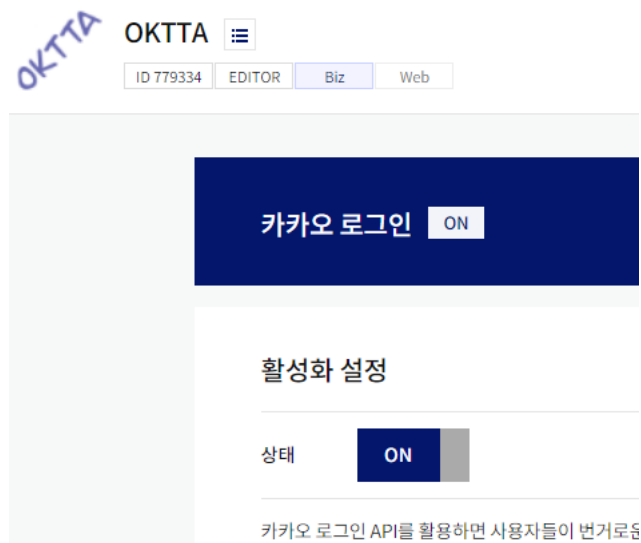 OKTTA
OKTTA
ID 779334 EDITOR Biz Web
카카오 로그인 ON
활성화 설정
상태 ON
카카오 로그인 API를 활용하면 사용자들이 번거로운